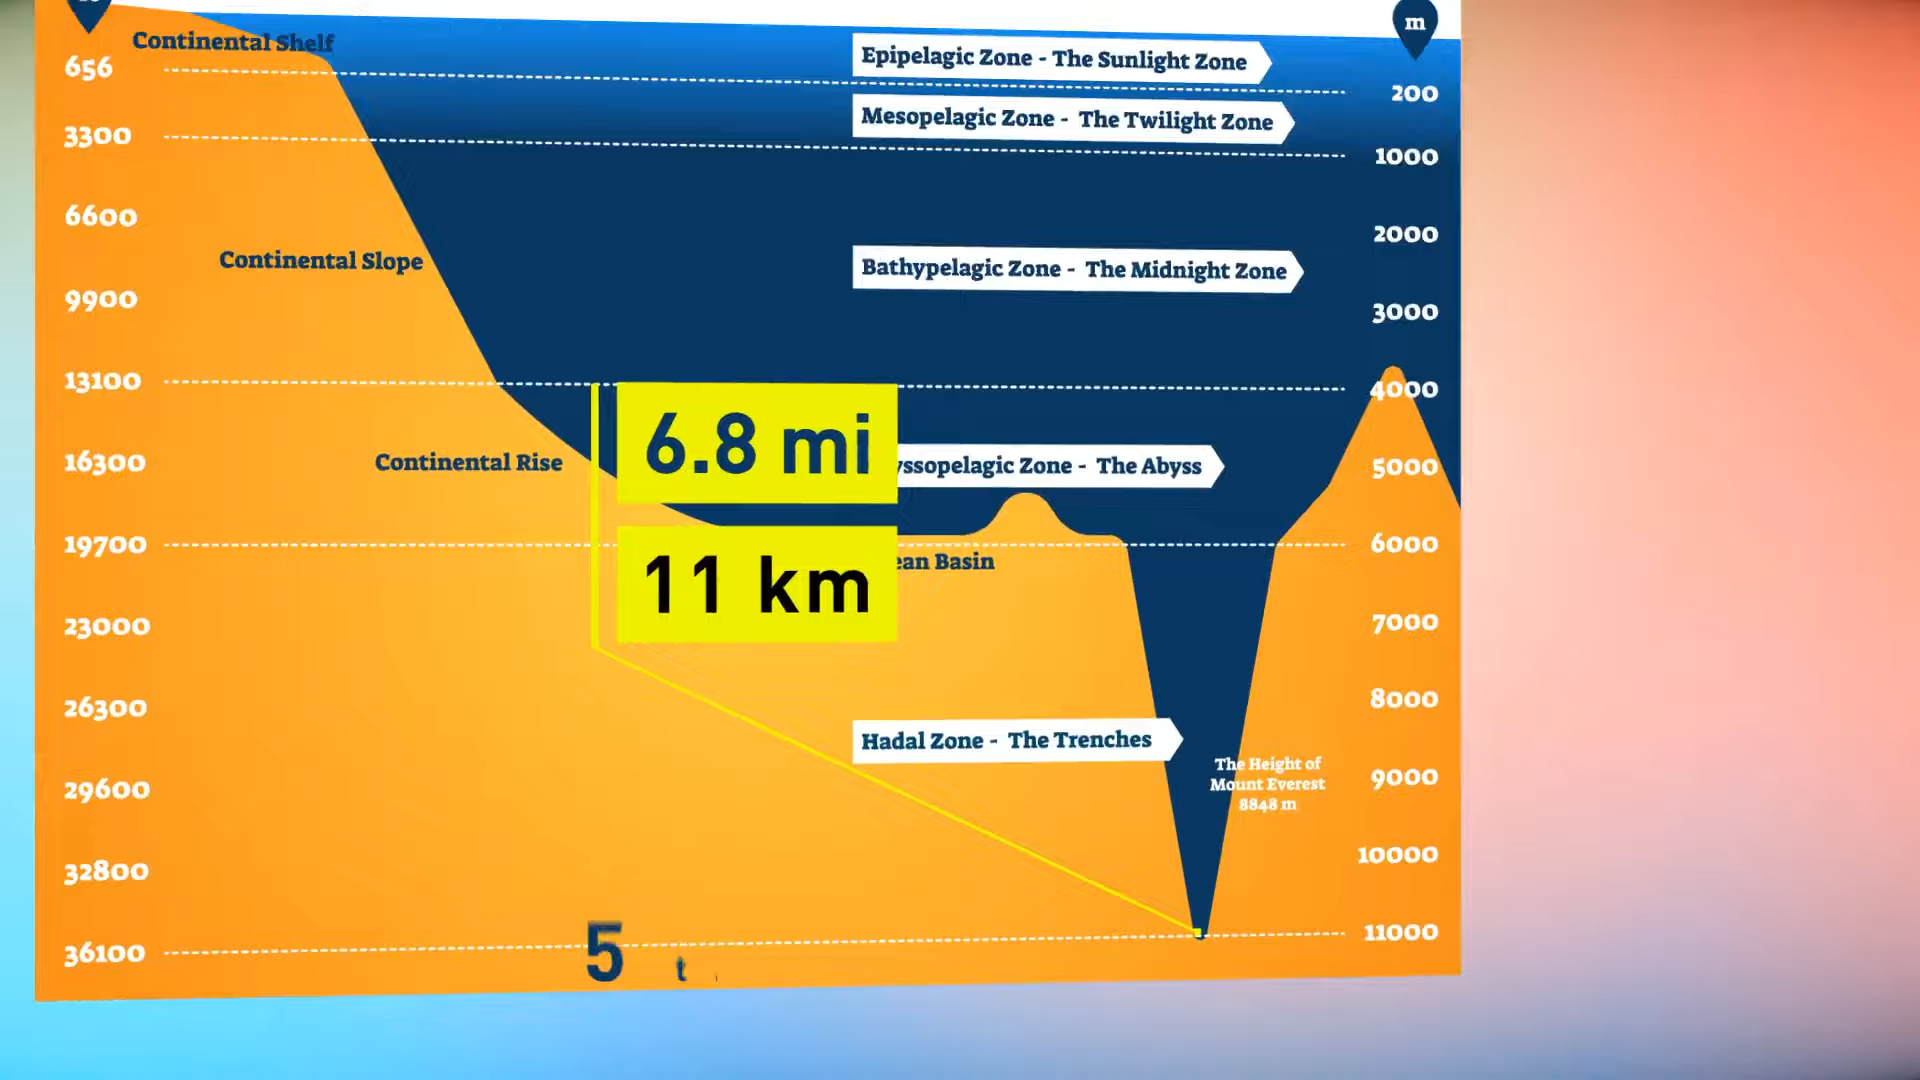 m
Continental Shelf
656
3300
6600
9900
13100
16300
19700
23000
26300
29600
32800
36100
Continental Slope
Continental Rise
Epipelagic Zone - The Sunlight Zone
Mesopelagic Zone - The Twilight Zone
Bathypelagic Zone - The Midnight Zone
yssopelagic Zone - The Abyss
ean Basin
Hadal Zone - The Trenches
6.8 mi
11 km
The Height of
Mount Everest
8848 m
200
1000
2000
3000
4000
5000
6000
7000
8000
9000
10000
11000
5 t